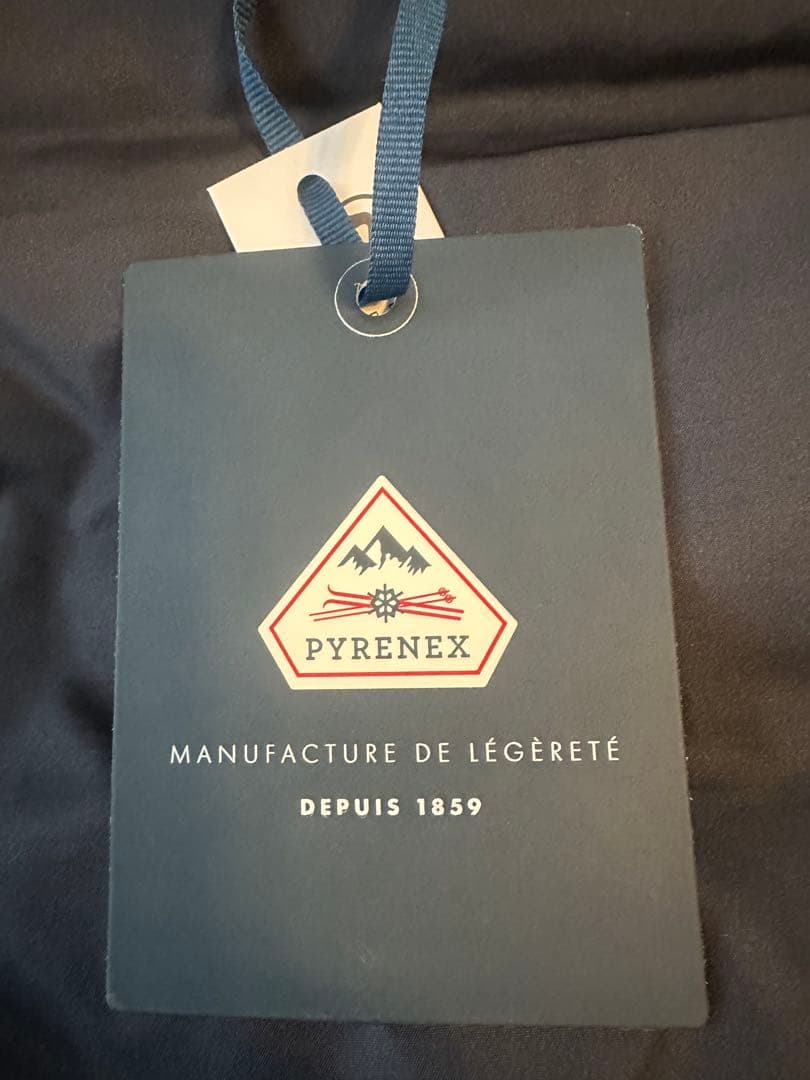 PYRENEX
MANUFACTURE DE LÉGÈRETÉ
DEPUIS 1859